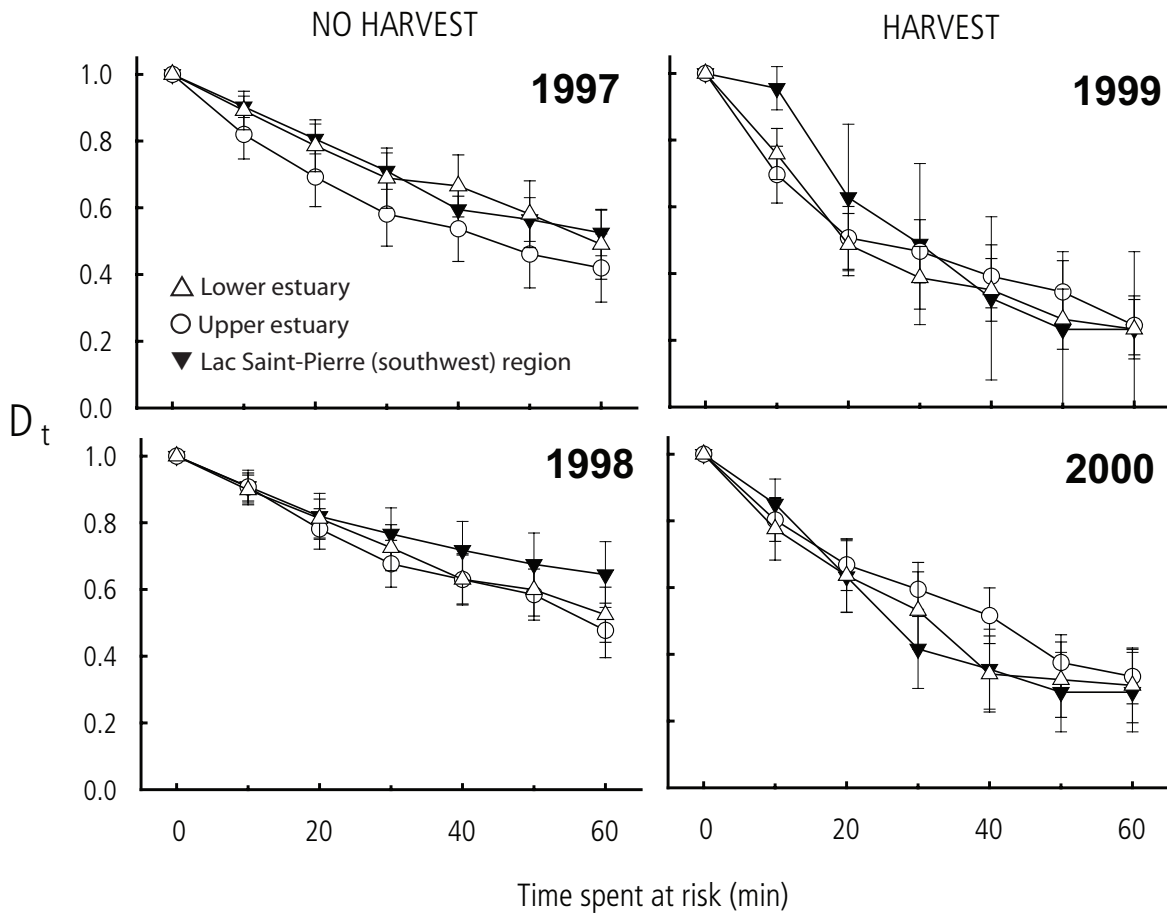 NO HARVEST
HARVEST
1.0
0.8
0.6
0.4
0.2
0.0
1997
△ Lower estuary
○ Upper estuary
▼ Lac Saint-Pierre (southwest) region
1999
D t
1.0
0.8
0.6
0.4
0.2
0.0
1998
2000
0 20 40 60
0 20 40 60
Time spent at risk (min)